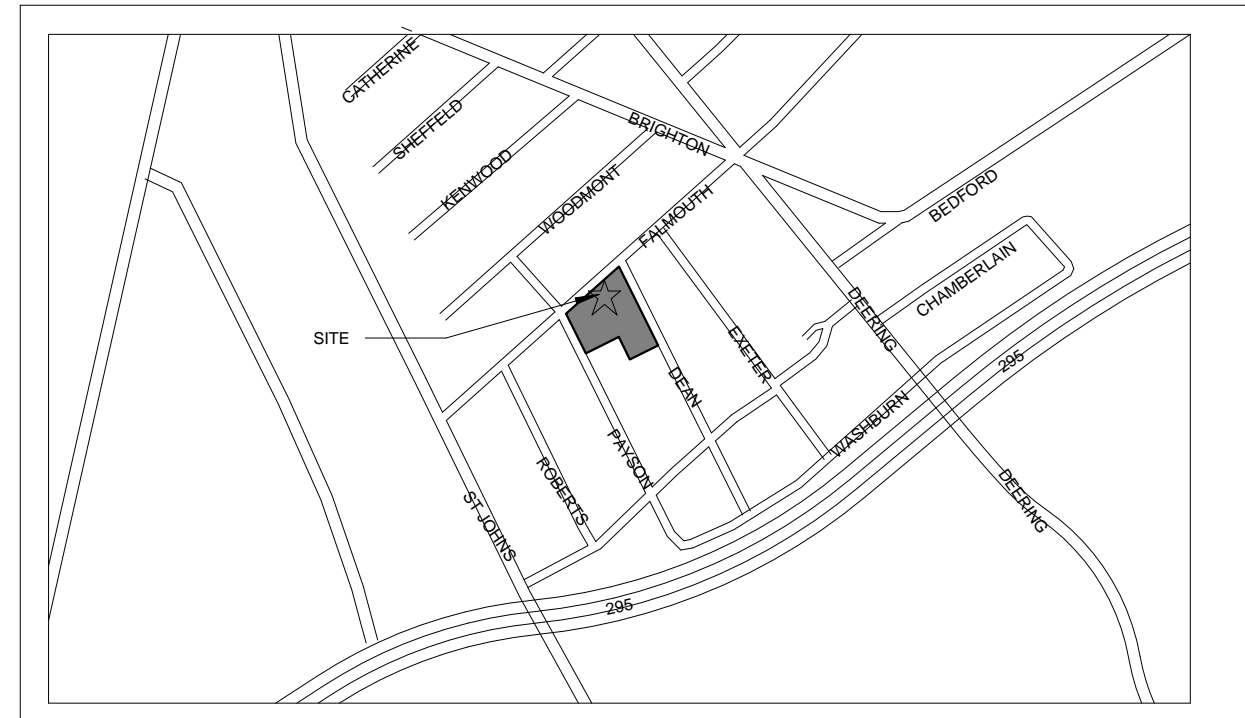 CATHERINE
SHEFFELD
BRIGHTON
KENWOOD
WOODMONT
FALMOUTH
BEDFORD
CHAMBERLAIN
SITE
DEERING
EXETER
295
DEAN
WASHBURN
PAYSON
ROBERTS
ST JOHNS
DEERING
295